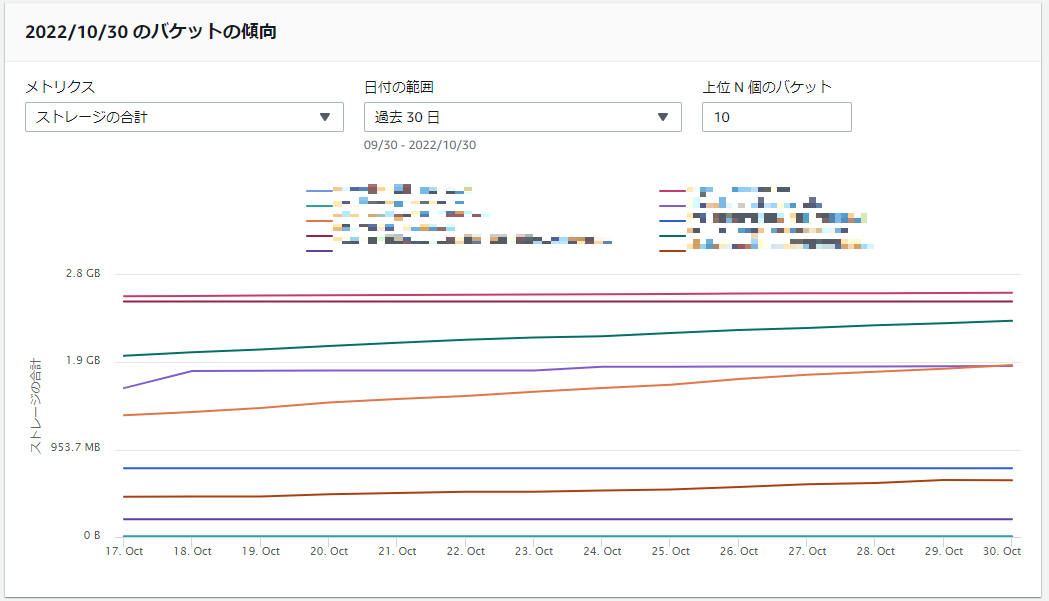 2022/10/30 のバケットの傾向
メトリクス
ストレージの合計
日付の範囲
過去 30 日
09/30 - 2022/10/30
上位 N 個のバケット
10
ストレージの合計
2.8 GB
1.9 GB
953.7 MB
0 B
17. Oct 18. Oct 19. Oct 20. Oct 21. Oct 22. Oct 23. Oct 24. Oct 25. Oct 26. Oct 27. Oct 28. Oct 29. Oct 30. Oct